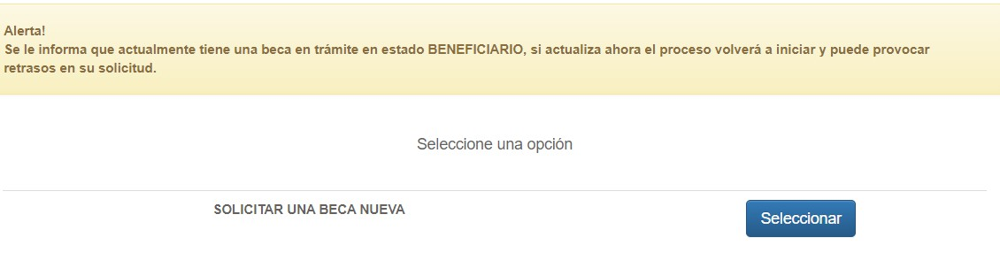 Alerta!
Se le informa que actualmente tiene una beca en trámite en estado BENEFICIARIO, si actualiza ahora el proceso volverá a iniciar y puede provocar
retrasos en su solicitud.
Seleccione una opción
SOLICITAR UNA BECA NUEVA
Seleccionar